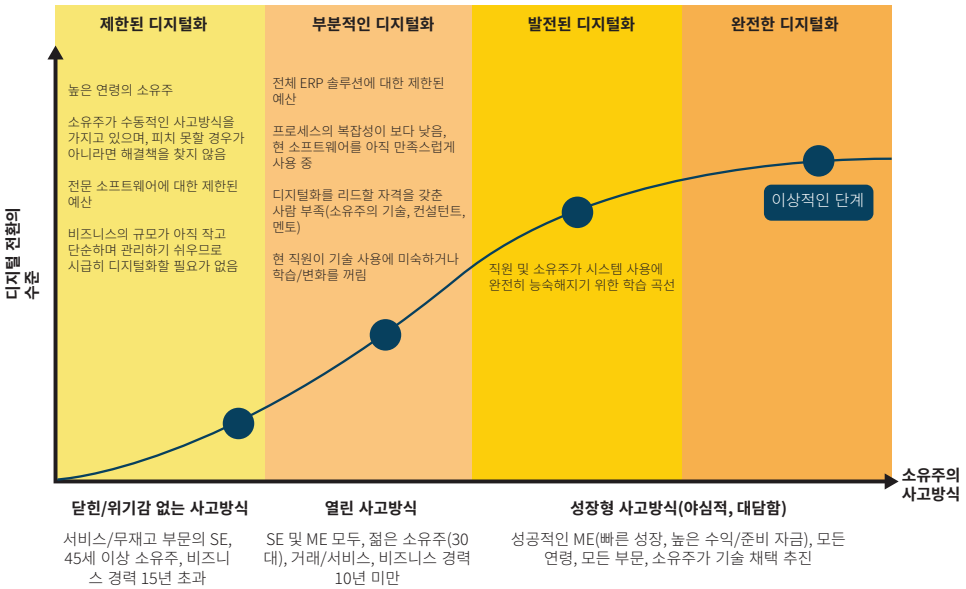 제한된 디지털화
부분적인 디지털화
발전된 디지털화
완전한 디지털화
높은 연령의 소유주
소유주가 수동적인 사고방식을
가지고 있으며, 피치 못할 경우가
아니라면 해결책을 찾지 않음
전문 소프트웨어에 대한 제한된
예산
비즈니스의 규모가 아직 작고
단순하며 관리하기 쉬우므로
시급히 디지털화할 필요가 없음
전체 ERP 솔루션에 대한 제한된
예산
프로세스의 복잡성이 보다 낮음,
현 소프트웨어를 아직 만족스럽게
사용 중
디지털화를 리드할 자격을 갖춘
사람 부족(소유주의 기술, 컨설턴트,
멘토)
현 직원이 기술 사용에 미숙하거나
학습/변화를 꺼림
직원 및 소유주가 시스템 사용에
완전히 능숙해지기 위한 학습 곡선
이상적인 단계
디지털 전환의
수준
소유주의
사고방식
닫힌/위기감 없는 사고방식
서비스/무재고 부문의 SE,
45세 이상 소유주, 비즈니
스 경력 15년 초과
열린 사고방식
SE 및 ME 모두, 젊은 소유주(30
대), 거래/서비스, 비즈니스 경력
10년 미만
성장형 사고방식(야심적, 대담함)
성공적인 ME(빠른 성장, 높은 수익/준비 자금), 모든
연령, 모든 부문, 소유주가 기술 채택 추진